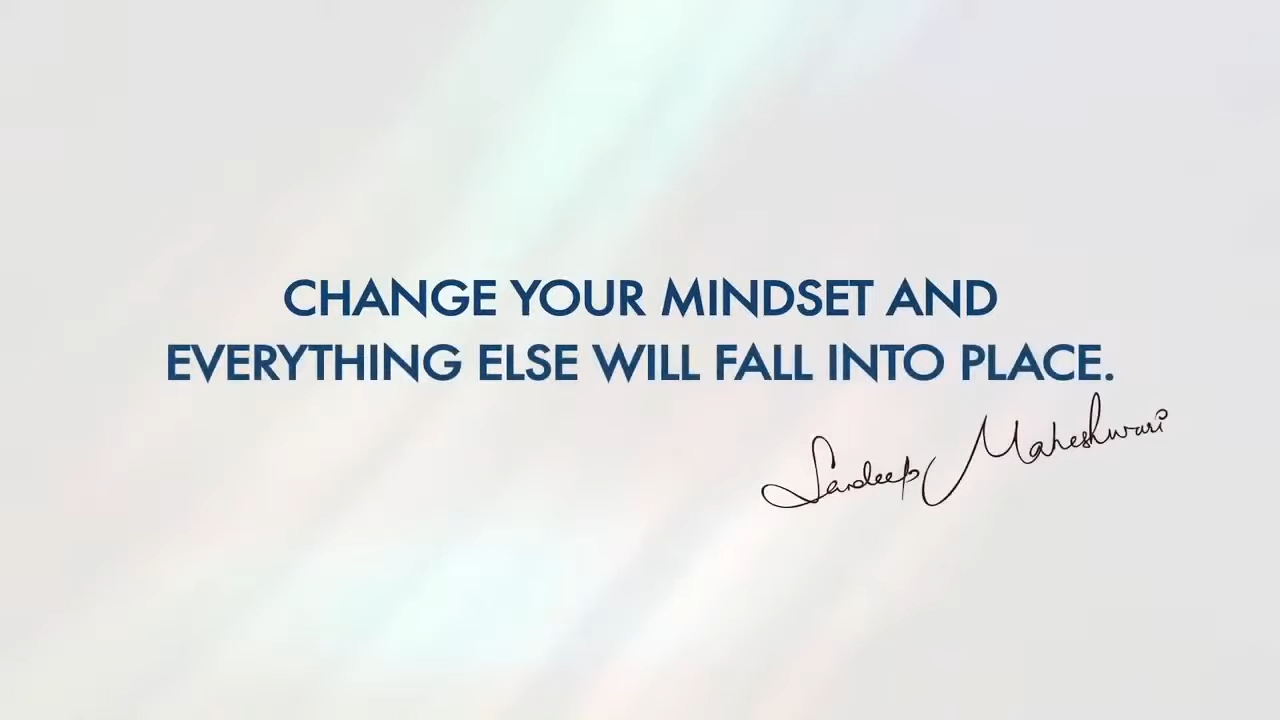 CHANGE YOUR MINDSET AND
EVERYTHING ELSE WILL FALL INTO PLACE.
Sandeep Maheshwari